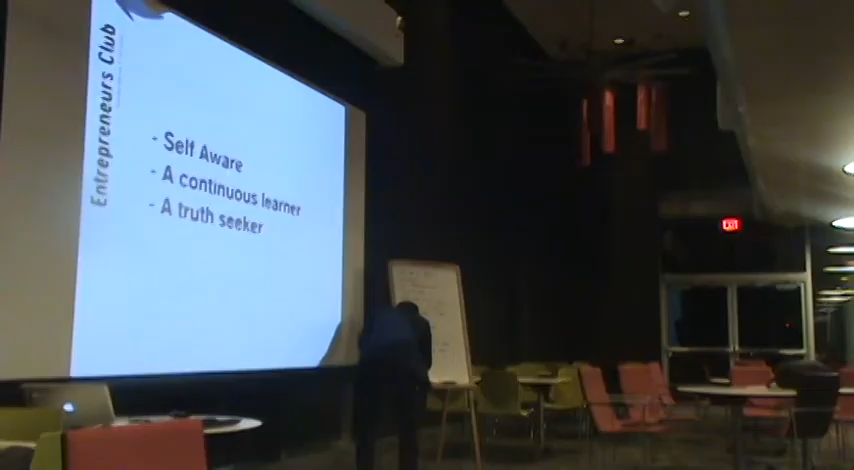 Entrepreneurs Club
- Self Aware
- A continuous learner
- A truth seeker
EXIT